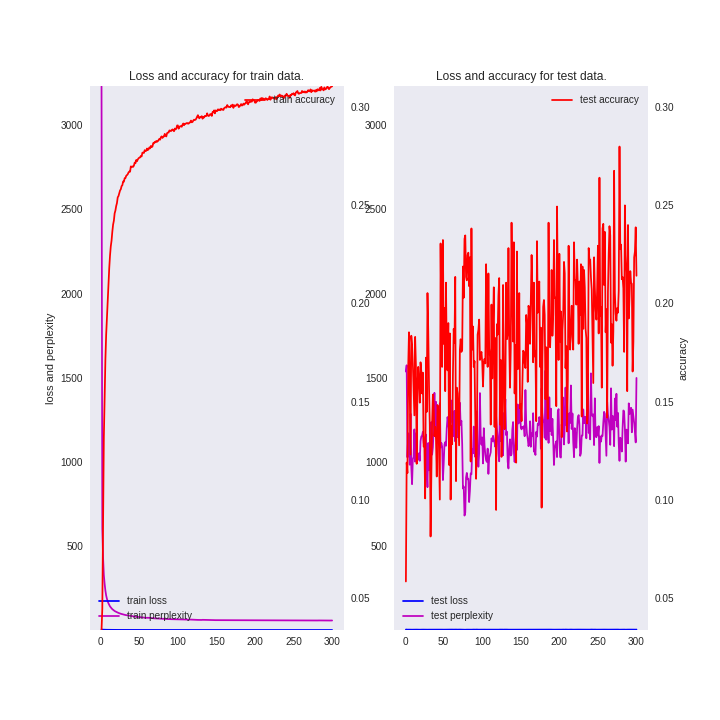 Loss and accuracy for train data.
train accuracy
loss and perplexity
3000
2500
2000
1500
1000
500
0.30
0.25
0.20
0.15
0.10
0.05
train loss
train perplexity
0 50 100 150 200 250 300
Loss and accuracy for test data.
test accuracy
3000
2500
2000
1500
1000
500
0.30
0.25
0.20
0.15
0.10
0.05
accuracy
test loss
test perplexity
0 50 100 150 200 250 300